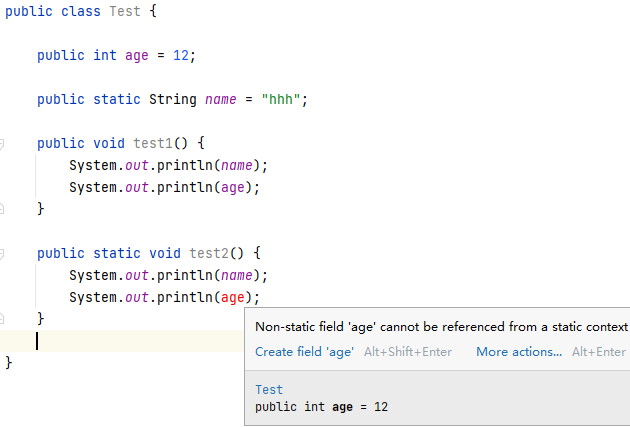 public class Test {
public int age = 12;
public static String name = "hhh";
public void test1() {
System.out.println(name);
System.out.println(age);
}
public static void test2() {
System.out.println(name);
System.out.println(age);
}
}
Non-static field 'age' cannot be referenced from a static context
Create field 'age' Alt+Shift+Enter More actions... Alt+Enter
Test
public int age = 12